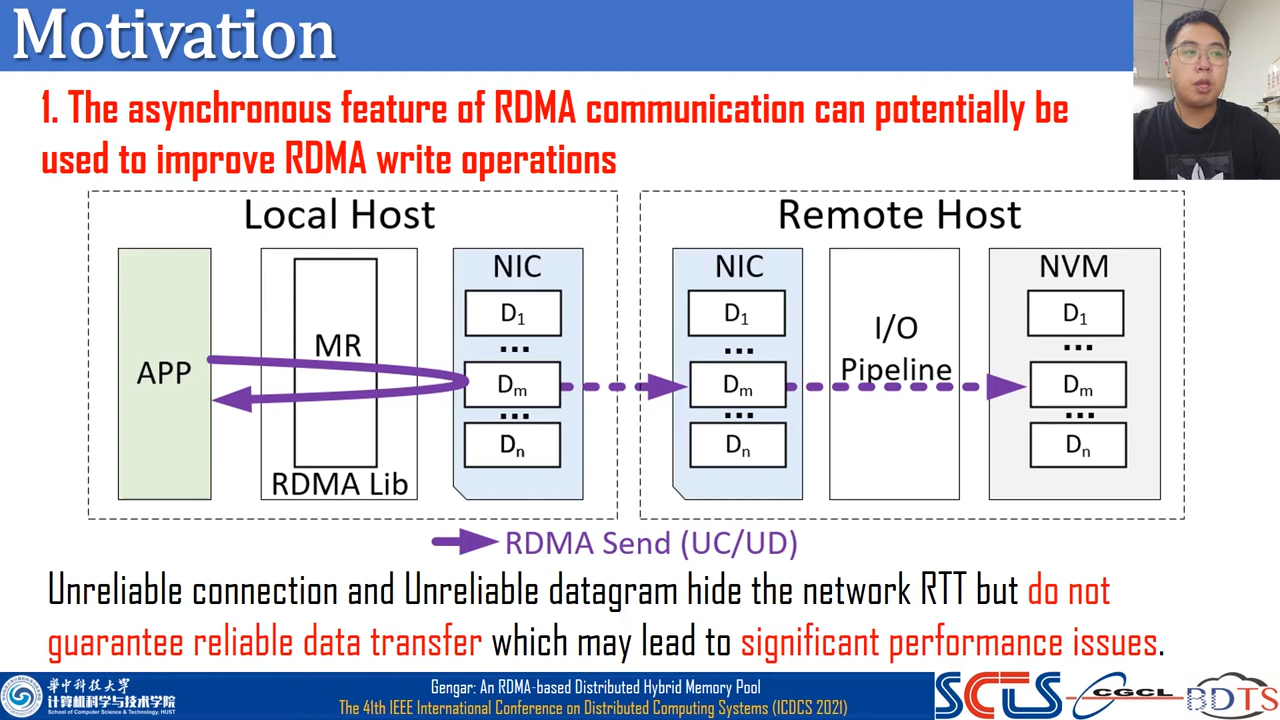 Motivation
1. The asynchronous feature of RDMA communication can potentially be
used to improve RDMA write operations
Local Host
Remote Host
APP
MR
RDMA Lib
NIC
D1
...
Dm
...
Dn
NIC
D1
...
Dm
...
Dn
I/O
Pipeline
NVM
D1
...
Dm
...
Dn
RDMA Send (UC/UD)
Unreliable connection and Unreliable datagram hide the network RTT but do not
guarantee reliable data transfer which may lead to significant performance issues.
华中科技大学
计算机科学与技术学院
School of Computer Science & Technology, HUST
Gengar: An RDMA-based Distributed Hybrid Memory Pool
The 41th IEEE International Conference on Distributed Computing Systems (ICDCS 2021)
SCTS
CGCL
BDTS